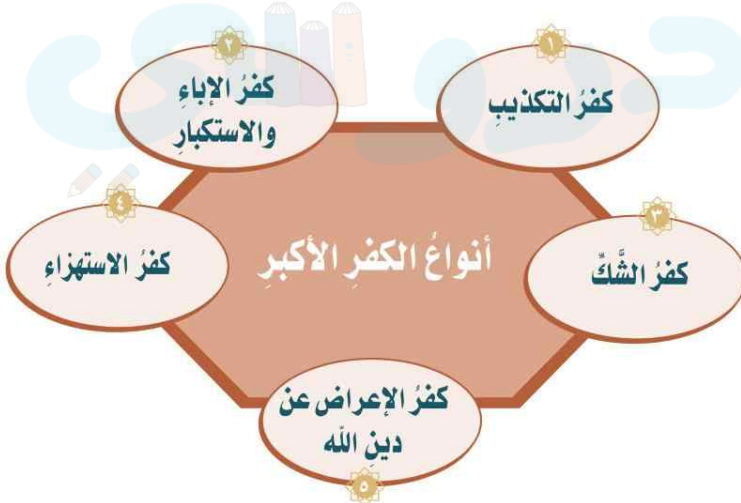 أنواعُ الكفرِ الأكبرِ
١
كفرُ التكذيبِ
٢
كفرُ الإباءِ
والاستكبارِ
٣
كفرُ الشَّكِّ
٤
كفرُ الاستهزاءِ
كفرُ الإعراض عن
دينِ الله
٥